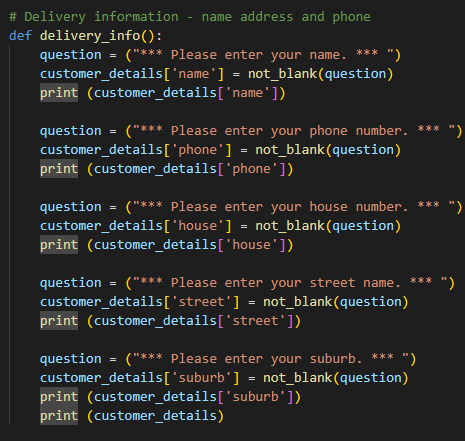 # Delivery information - name address and phone
def delivery_info():
    question = ("*** Please enter your name. *** ")
    customer_details['name'] = not_blank(question)
    print (customer_details['name'])

    question = ("*** Please enter your phone number. *** ")
    customer_details['phone'] = not_blank(question)
    print (customer_details['phone'])

    question = ("*** Please enter your house number. *** ")
    customer_details['house'] = not_blank(question)
    print (customer_details['house'])

    question = ("*** Please enter your street name. *** ")
    customer_details['street'] = not_blank(question)
    print (customer_details['street'])

    question = ("*** Please enter your suburb. *** ")
    customer_details['suburb'] = not_blank(question)
    print (customer_details['suburb'])
    print (customer_details)